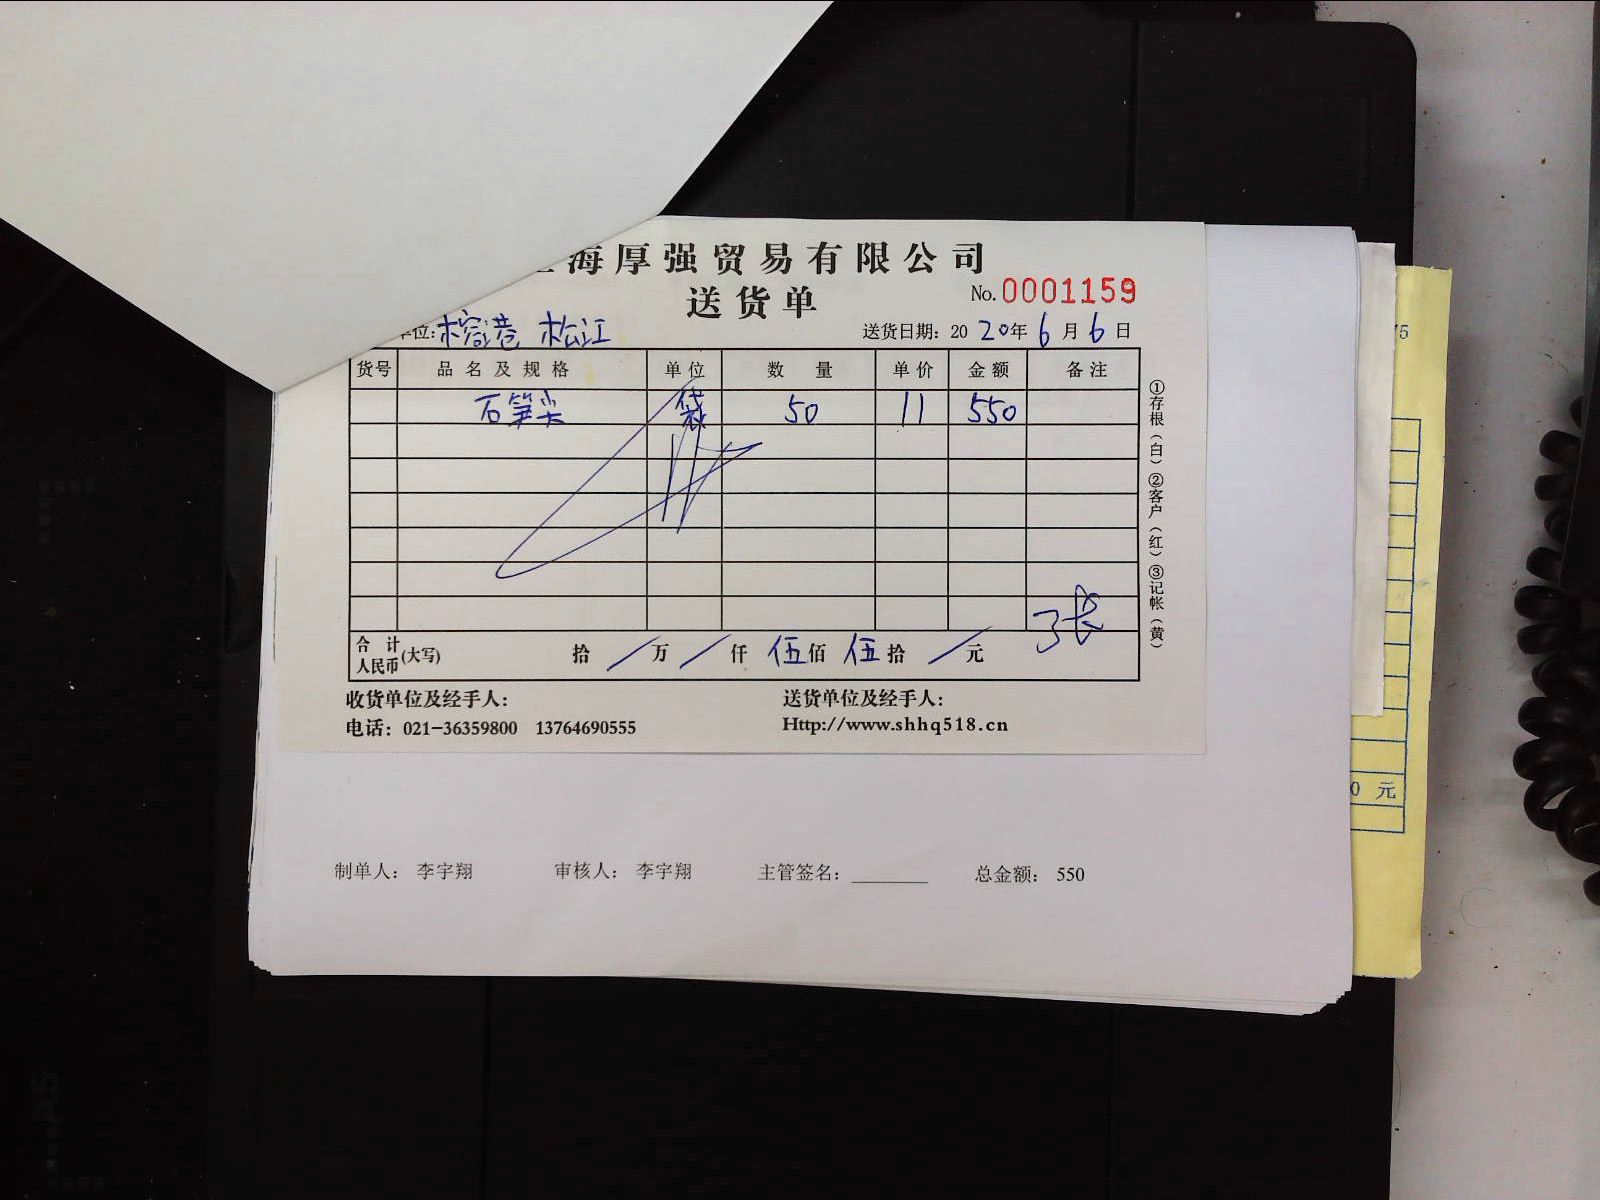 海厚强贸易有限公司
送货单
No.0001159
位:榕港 松江
送货日期: 2020年6月6日
货号 品名及规格 单位 数量 单价 金额 备注
石笋尖 袋 50 11 550
合计人民币(大写) 拾/万/仟伍佰伍拾/元
收货单位及经手人:
送货单位及经手人:
电话: 021-36359800 13764690555
Http://www.shhq518.cn
①存根(白)②客户(红)③记帐(黄)
制单人: 李宇翔 审核人: 李宇翔 主管签名: ________ 总金额: 550
5
0 元